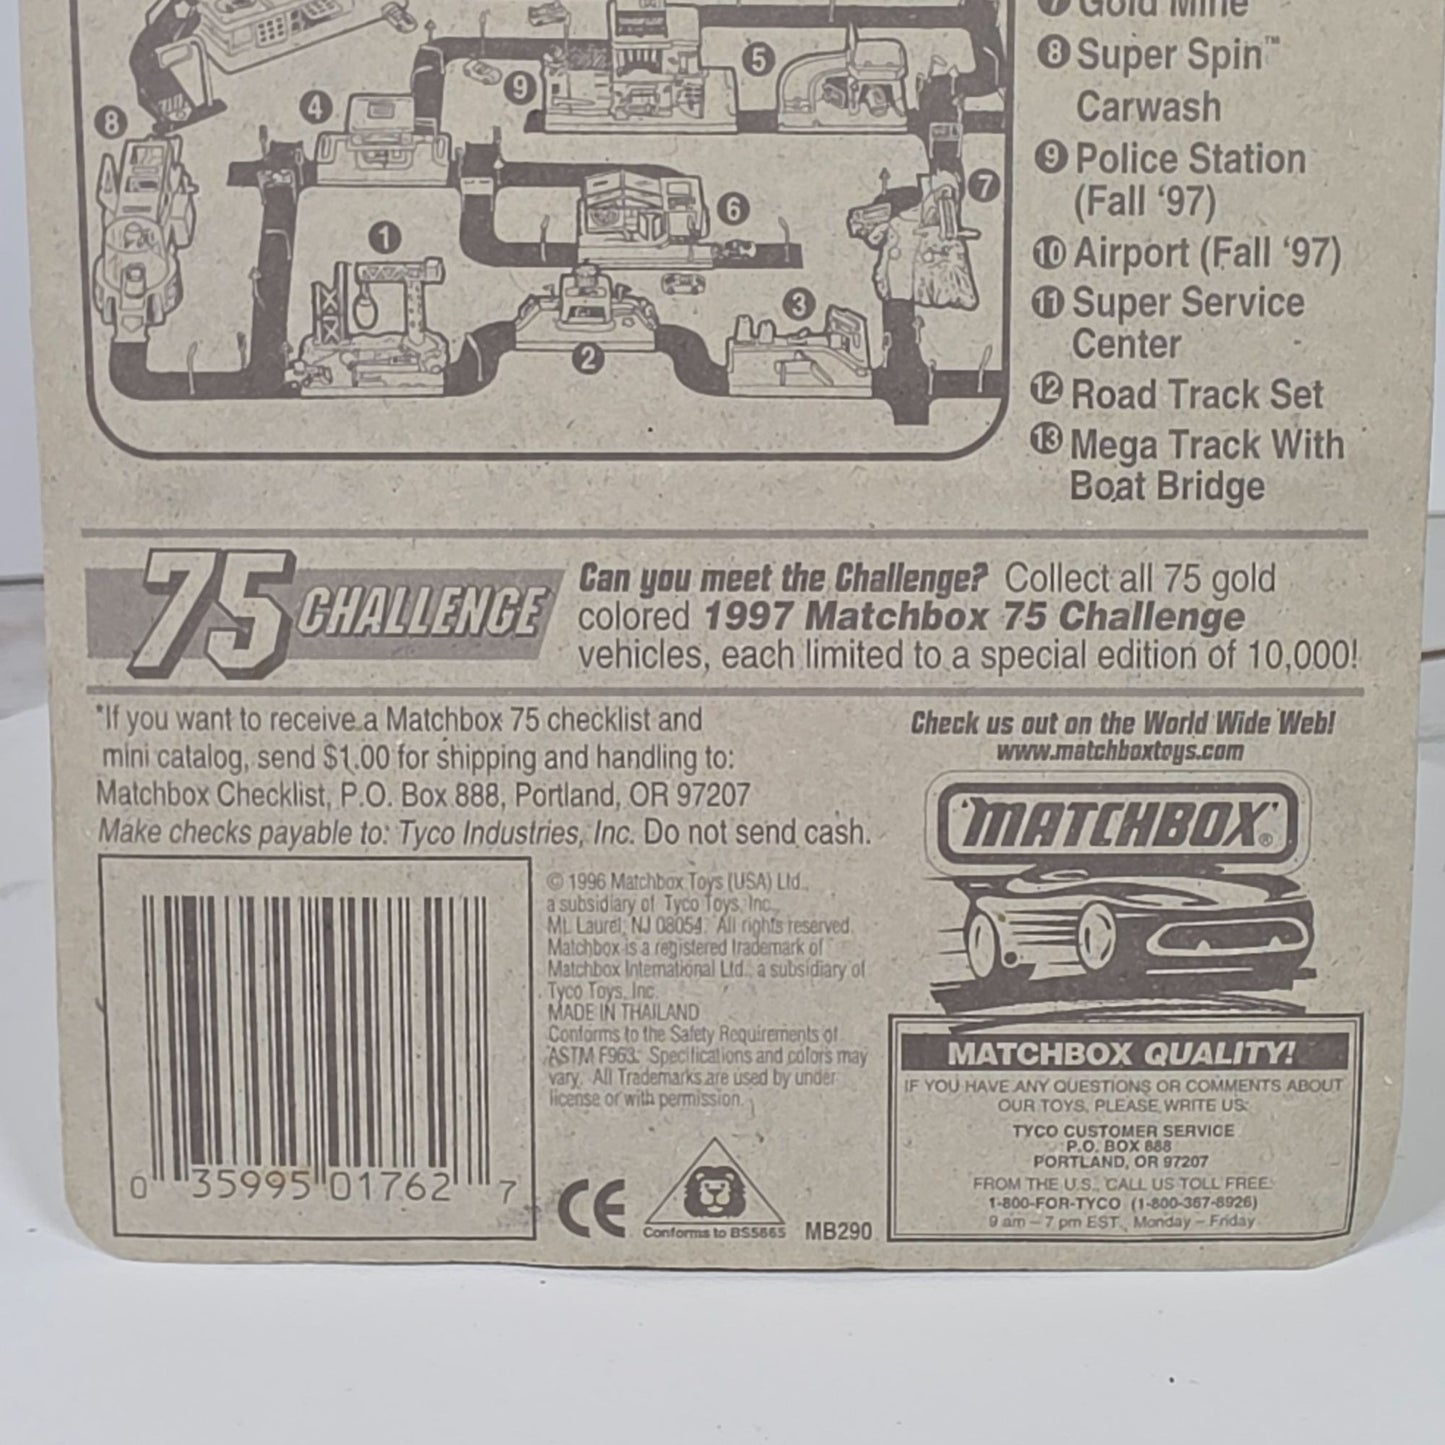 7 Gold Mine
8 Super Spin™
Carwash
9 Police Station
(Fall '97)
10 Airport (Fall '97)
11 Super Service
Center
12 Road Track Set
13 Mega Track With
Boat Bridge
8
4
9
5
7
6
1
3
2
75 CHALLENGE
Can you meet the Challenge? Collect all 75 gold
colored 1997 Matchbox 75 Challenge
vehicles, each limited to a special edition of 10,000!
*If you want to receive a Matchbox 75 checklist and
mini catalog, send $1.00 for shipping and handling to:
Matchbox Checklist, P.O. Box 888, Portland, OR 97207
Make checks payable to: Tyco Industries, Inc. Do not send cash.
Check us out on the World Wide Web!
www.matchboxtoys.com
"MATCHBOX"®
0 35995 01762 7
© 1996 Matchbox Toys (USA) Ltd.,
a subsidiary of Tyco Toys, Inc.,
Mt. Laurel, NJ 08054. All rights reserved.
Matchbox is a registered trademark of
Matchbox International Ltd., a subsidiary of
Tyco Toys, Inc.
MADE IN THAILAND
Conforms to the Safety Requirements of
ASTM F963. Specifications and colors may
vary. All Trademarks are used by under
license or with permission.
CE
Conforms to BS5665
MB290
MATCHBOX QUALITY!
IF YOU HAVE ANY QUESTIONS OR COMMENTS ABOUT
OUR TOYS, PLEASE WRITE US:
TYCO CUSTOMER SERVICE
P.O. BOX 888
PORTLAND, OR 97207
FROM THE U.S., CALL US TOLL FREE:
1-800-FOR-TYCO (1-800-367-8926)
9 am – 7 pm EST., Monday – Friday